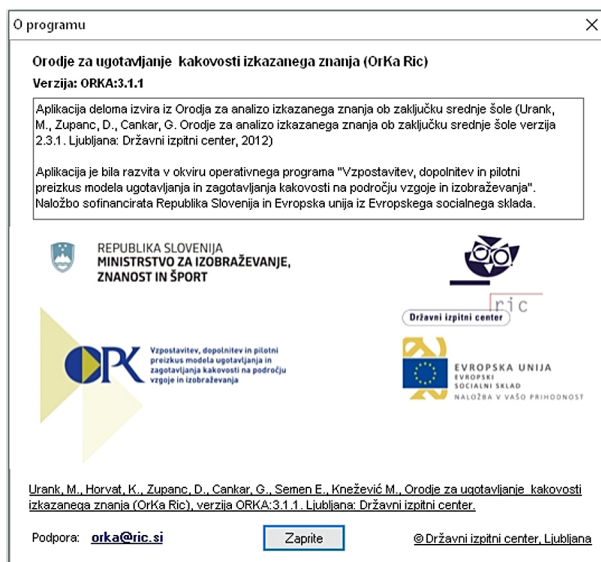 O programu
Orodje za ugotavljanje kakovosti izkazanega znanja (OrKa Ric)
Verzija: ORKA:3.1.1
Aplikacija deloma izvira iz Orodja za analizo izkazanega znanja ob zaključku srednje šole (Urank,
M., Zupanc, D., Cankar, G. Orodje za analizo izkazanega znanja ob zaključku srednje šole verzija
2.3.1. Ljubljana: Državni izpitni center, 2012)
Aplikacija je bila razvita v okviru operativnega programa "Vzpostavitev, dopolnitev in pilotni
preizkus modela ugotavljanja in zagotavljanja kakovosti na področju vzgoje in izobraževanja".
Naložbo sofinancirata Republika Slovenija in Evropska unija iz Evropskega socialnega sklada.
REPUBLIKA SLOVENIJA
MINISTRSTVO ZA IZOBRAŽEVANJE,
ZNANOST IN ŠPORT
ric
Državni izpitni center
OPK
Vzpostavitev, dopolnitev in pilotni
preizkus modela ugotavljanja in
zagotavljanja kakovosti na področju
vzgoje in izobraževanja
EVROPSKA UNIJA
EVROPSKI
SOCIALNI SKLAD
NALOŽBA V VAŠO PRIHODNOST
Urank, M., Horvat, K., Zupanc, D., Cankar, G., Semen E., Knežević M., Orodje za ugotavljanje kakovosti
izkazanega znanja (OrKa Ric), verzija ORKA:3.1.1. Ljubljana: Državni izpitni center.
Podpora: orka@ric.si
Zaprite
© Državni izpitni center, Ljubljana